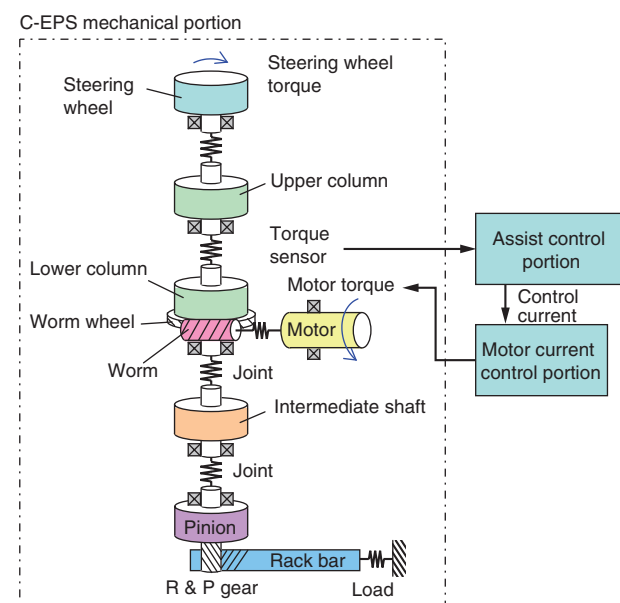 C-EPS mechanical portion
Steering wheel
torque
Steering
wheel
Upper column
Torque
sensor
Assist control
portion
Lower column
Motor torque
Control
current
Worm wheel
Motor
Motor current
control portion
Worm
Joint
Intermediate shaft
Joint
Pinion
Rack bar
R & P gear
Load